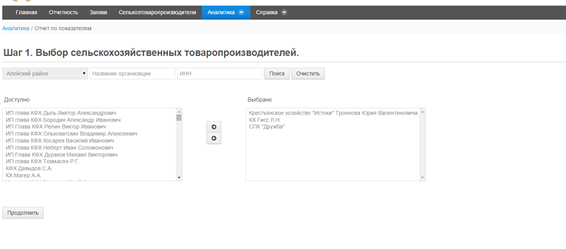 Главная Отчетность Заявки Сельхозтоваропроизводители Аналитика Справка
Аналитика / Отчет по показателям
Шаг 1. Выбор сельскохозяйственных товаропроизводителей.
Алейский район Название организации ИНН Поиск Очистить
Доступно Выбрано
ИП глава КФХ Дыль Виктор Александрович
ИП глава КФХ Бородин Александр Иванович
ИП Глава КФХ Репин Виктор Иванович
ИП глава КФХ Ольховатских Владимир Алексеевич
ИП глава КФХ Косарев Василий Иванович
ИП глава КФХ Неберт Иван Соломонович
ИП Глава КФХ Дураков Михаил Викторович
ИП глава КФХ Товмасян Р.Г.
КФХ Давыдов С.А.
КХ Магер А.А.
Крестьянское хозяйство "Истоки" Троянова Юрия Валентиновича
КХ Гисс П.Н.
СПК "Дружба"
Продолжить